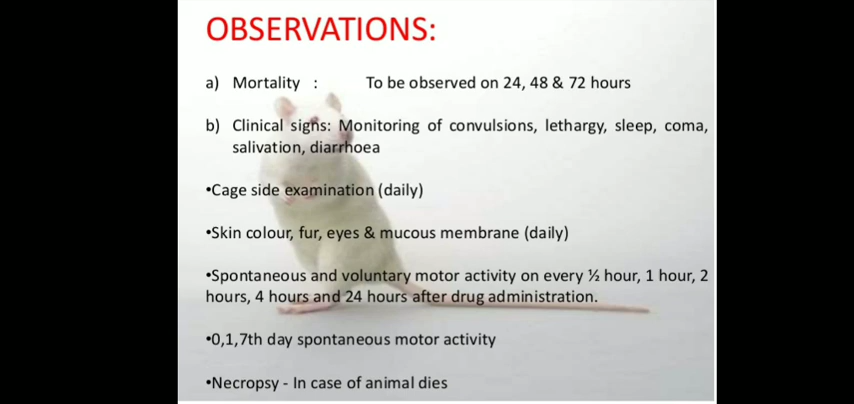 OBSERVATIONS:
a) Mortality : To be observed on 24, 48 & 72 hours
b) Clinical signs: Monitoring of convulsions, lethargy, sleep, coma,
salivation, diarrhoea
•Cage side examination (daily)
•Skin colour, fur, eyes & mucous membrane (daily)
•Spontaneous and voluntary motor activity on every ½ hour, 1 hour, 2
hours, 4 hours and 24 hours after drug administration.
•0,1,7th day spontaneous motor activity
•Necropsy - In case of animal dies